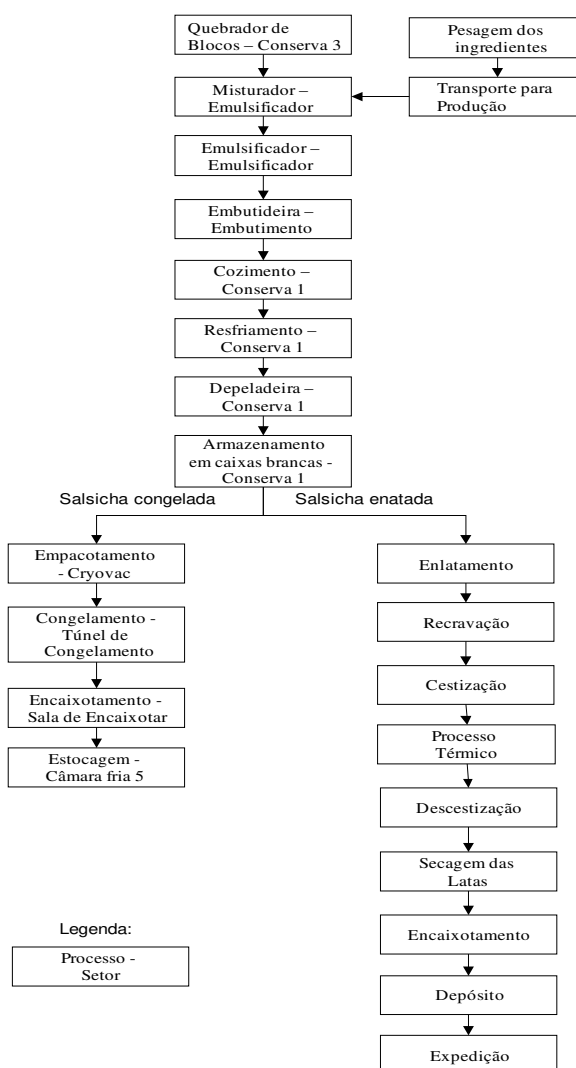 Quebrador de
Blocos – Conserva 3
Pesagem dos
ingredientes
Misturador –
Emulsificador
Transporte para
Produção
Emulsificador –
Emulsificador
Embutideira –
Embutimento
Cozimento –
Conserva 1
Resfriamento –
Conserva 1
Depeladeira –
Conserva 1
Armazenamento
em caixas brancas -
Conserva 1
Salsicha congelada
Salsicha enatada
Empacotamento
- Cryovac
Congelamento -
Túnel de
Congelamento
Encaixotamento -
Sala de Encaixotar
Estocagem -
Câmara fria 5
Enlatamento
Recravação
Cestização
Processo
Térmico
Descestização
Secagem das
Latas
Encaixotamento
Depósito
Expedição
Legenda:
Processo -
Setor